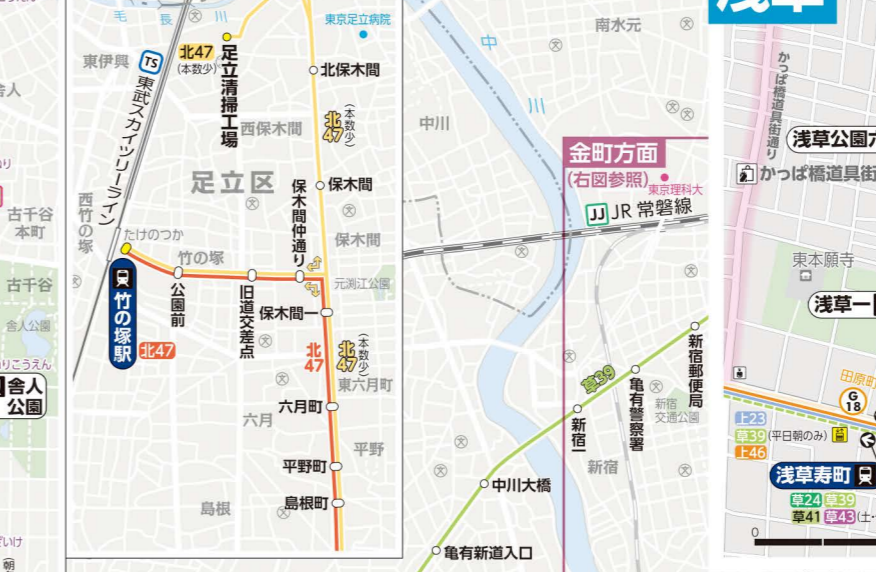 毛長川
東京足立病院
東伊興
TS
東武スカイツリーライン
北47
(本数少)
足立清掃工場
北保木間
西保木間
北47
(本数少)
足立区
保木間
保木間仲通り
保木間
西竹の塚
たけのつか
竹の塚
竹の塚駅
北47
公園前
旧道交差点
保木間一
元渕江公園
北47
北47
(本数少)
東六月町
六月町
六月
平野
平野町
島根
島根町
古千谷本町
古千谷
舎人公園
舎人公園
中川
南水元
中川
金町方面
(右図参照)
東京理科大
JJ JR 常磐線
草39
新宿郵便局
亀有警察署
新宿交通公園
新宿一
新宿
中川大橋
亀有新道入口
浅草
かっぱ橋道具街通り
浅草公園六
かっぱ橋道具街
東本願寺
浅草一
田原町
G18
上23
草39(平日朝のみ)
上46
浅草寿町
草24 草39
草41 草43(土・
0
朝